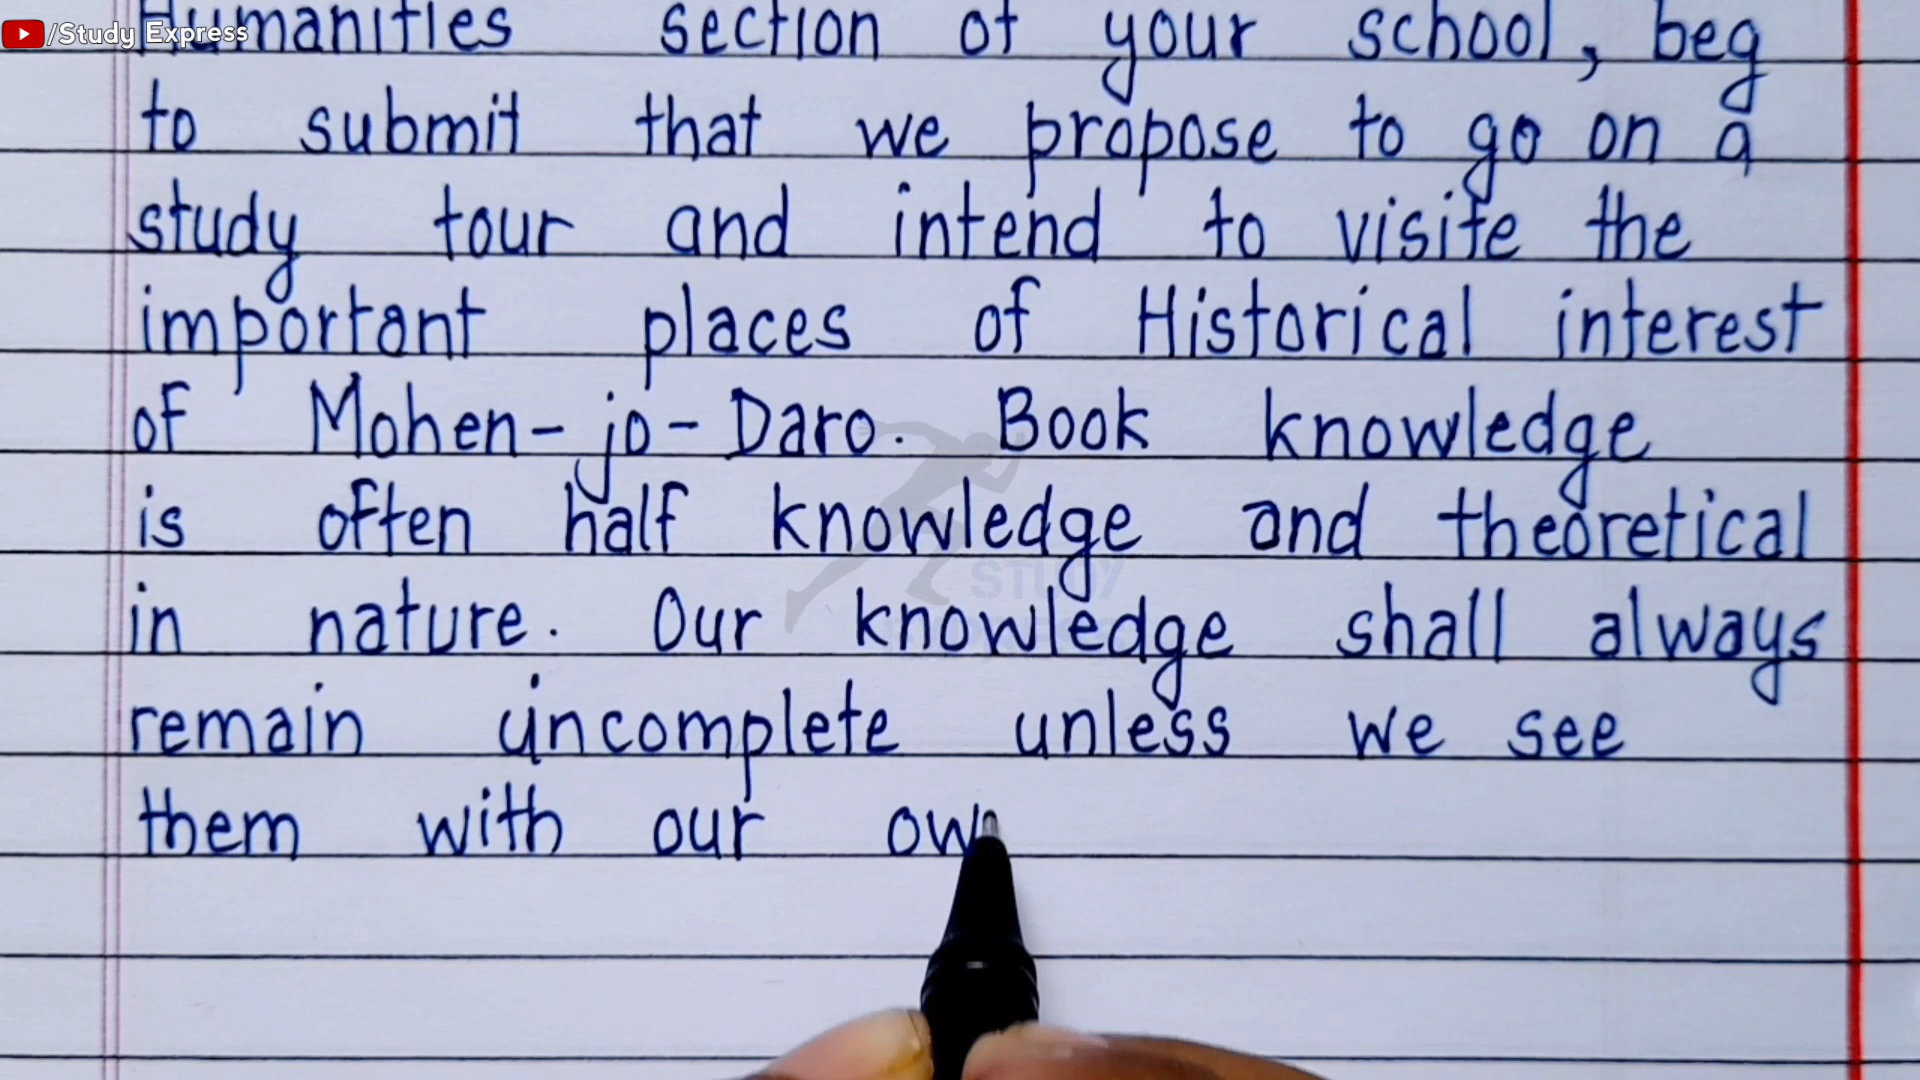 /Study Express
Humanities section of your school, beg
to submit that we propose to go on a
study tour and intend to visite the
important places of Historical interest
of Mohen-jo-Daro. Book knowledge
is often half knowledge and theoretical
in nature. Our knowledge shall always
remain uncomplete unless we see
them with our ow
STUDY